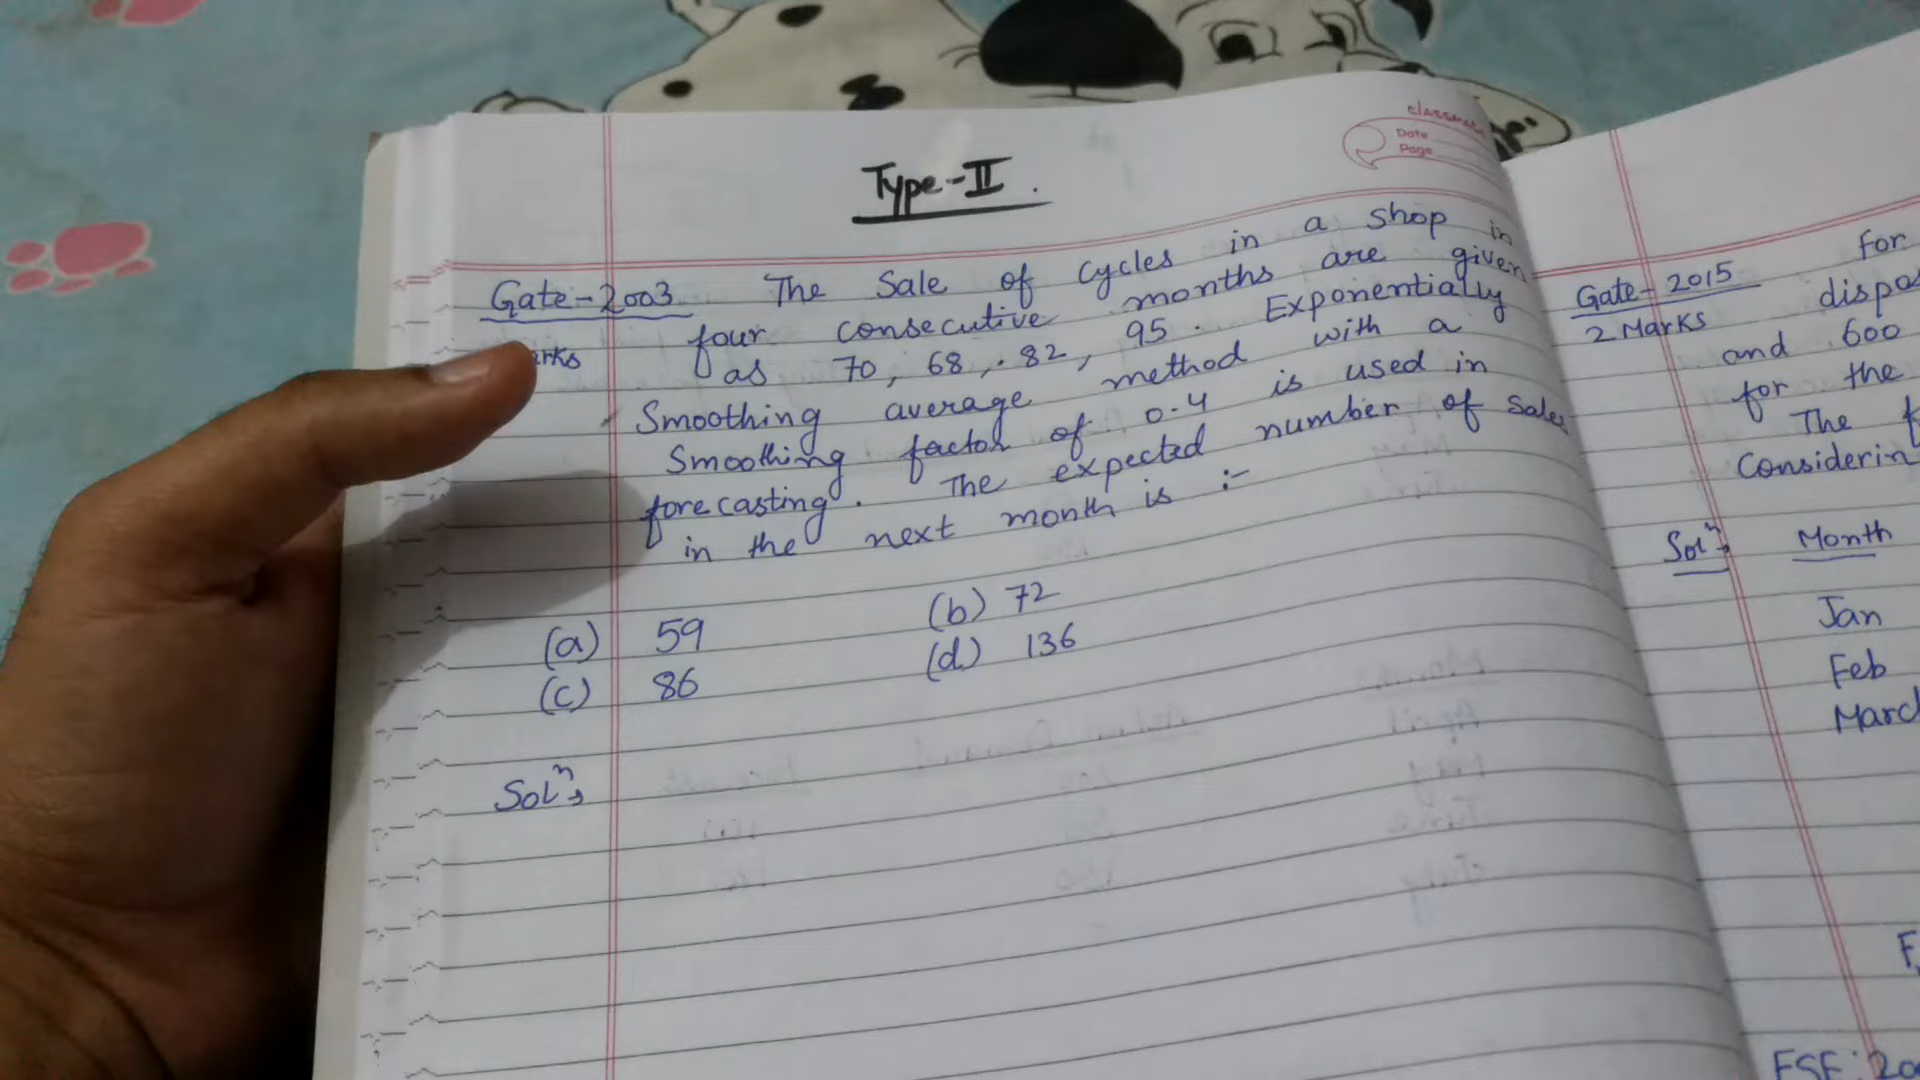 classmate
Date
Page
Type-II.
Gate-2003 The Sale of Cycles in a shop in
four consecutive months are given
as 70, 68, 82, 95. Exponentially
Smoothing average method with a
Smoothing factor of 0.4 is used in
forecasting. The expected number of Sales
in the next month is :-
(a) 59 (b) 72
(c) 86 (d) 136
Solⁿ,
Gate-2015 for
2 Marks
and 600
for the
The
Solⁿ, Month
Jan
Feb